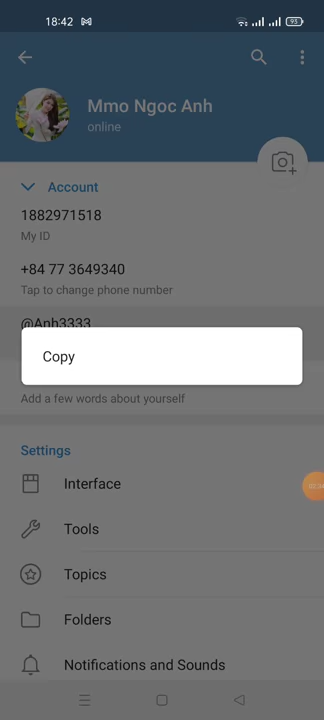 18:42
93
Mmo Ngoc Anh
online
Account
1882971518
My ID
+84 77 3649340
Tap to change phone number
@Anh3333
Copy
Add a few words about yourself
Settings
Interface
Tools
Topics
Folders
Notifications and Sounds